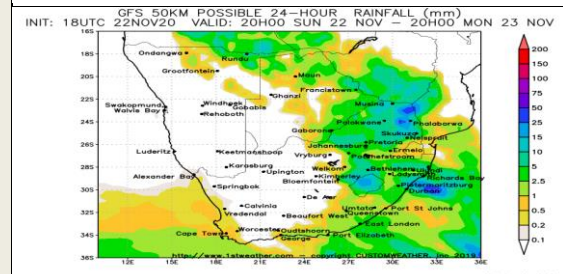 GFS 50KM POSSIBLE 24-HOUR RAINFALL (mm)
INIT: 18UTC 22NOV20 VALID: 20H00 SUN 22 NOV - 20H00 MON 23 NOV
16S
Ondangwa
Rundu
18S
Grootfontein
Maun
20S
Ghanzi
Francistown
22S
Swakopmund
Windhoek
Gobabis
Musina
Walvis Bay
Rehoboth
24S
Polokwane
Phalaborwa
Gaborone
Skukuza
Nelspruit
26S
Johannesburg
Pretoria
Luderitz
Keetmanshoop
Vryburg
Potchefstroom
Ermelo
28S
Karasburg
Upington
Welkom
Bethlehem
Ladysmith
Alexander Bay
Kimberley
Richards Bay
Bloemfontein
Pietermaritzburg
30S
Springbok
Durban
De Aar
Calvinia
Umtata
Port St Johns
32S
Vredendal
Beaufort West
Queenstown
East London
34S
Cape Town
Worcester
Oudtshoorn
George
Port Elizabeth
36S
http://www.1stweather.com - copyright CUSTOMWEATHER, Inc 2019
12E 15E 18E 21E 24E 27E 30E 33E 36E
200
150
100
75
50
25
15
10
5
2.5
1
0.5
0.2
0.1